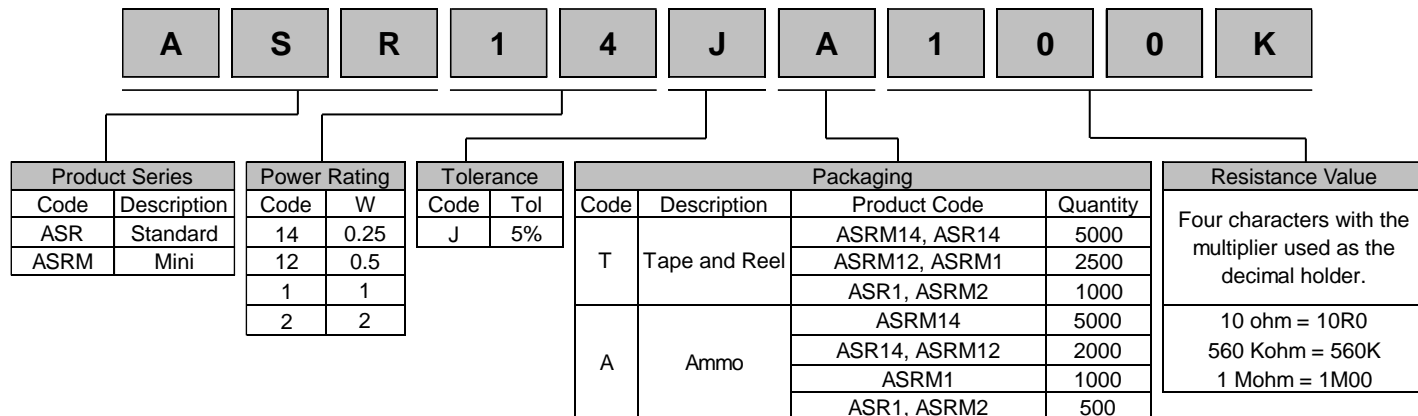 A S R 1 4 J A 1 0 0 K
Product Series
Code Description
ASR Standard
ASRM Mini
Power Rating
Code W
14 0.25
12 0.5
1 1
2 2
Tolerance
Code Tol
J 5%
Packaging
Code Description Product Code Quantity
T Tape and Reel
ASRM14, ASR14 5000
ASRM12, ASRM1 2500
ASR1, ASRM2 1000
A Ammo
ASRM14 5000
ASR14, ASRM12 2000
ASRM1 1000
ASR1, ASRM2 500
Resistance Value
Four characters with the
multiplier used as the
decimal holder.
10 ohm = 10R0
560 Kohm = 560K
1 Mohm = 1M00